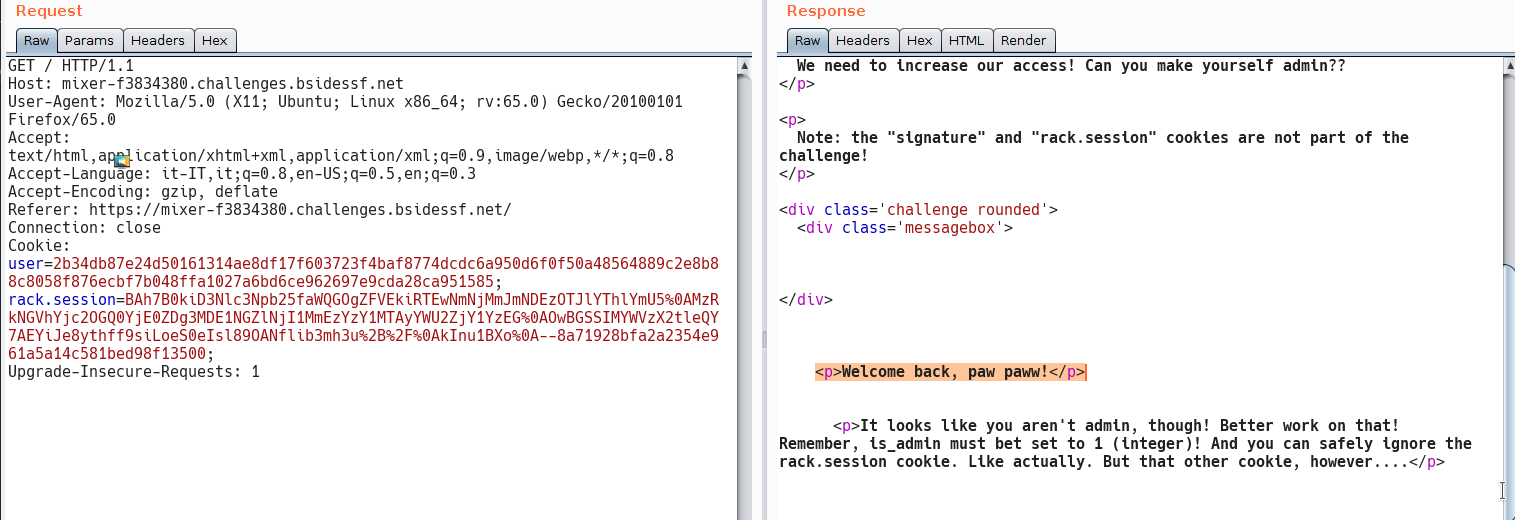 Request
Raw Params Headers Hex
GET / HTTP/1.1
Host: mixer-f3834380.challenges.bsidessf.net
User-Agent: Mozilla/5.0 (X11; Ubuntu; Linux x86_64; rv:65.0) Gecko/20100101
Firefox/65.0
Accept:
text/html,application/xhtml+xml,application/xml;q=0.9,image/webp,*/*;q=0.8
Accept-Language: it-IT,it;q=0.8,en-US;q=0.5,en;q=0.3
Accept-Encoding: gzip, deflate
Referer: https://mixer-f3834380.challenges.bsidessf.net/
Connection: close
Cookie:
user=2b34db87e24d50161314ae8df17f603723f4baf8774dcdc6a950d6f0f50a48564889c2e8b8
8c8058f876ecbf7b048ffa1027a6bd6ce962697e9cda28ca951585;
rack.session=BAh7B0kiD3Nlc3Npb25faWQGOgZFVEkiRTEwNmNjMmJmNDEzOTJlYThlYmU5%0AMzR
kNGVhYjc2OGQ0YjE0ZDg3MDE1NGZlNjI1MmEzYzY1MTAyYWU2ZjY1YzEG%0AOwBGSSIMYWVzX2tleQY
7AEYiJe8ythff9siLoeS0eIsl89OANflib3mh3u%2B%2F%0AkInu1BXo%0A--8a71928bfa2a2354e9
61a5a14c581bed98f13500;
Upgrade-Insecure-Requests: 1
Response
Raw Headers Hex HTML Render
We need to increase our access! Can you make yourself admin??
</p>
<p>
Note: the "signature" and "rack.session" cookies are not part of the
challenge!
</p>
<div class='challenge rounded'>
<div class='messagebox'>
</div>
<p>Welcome back, paw paww!</p>
<p>It looks like you aren't admin, though! Better work on that!
Remember, is_admin must bet set to 1 (integer)! And you can safely ignore the
rack.session cookie. Like actually. But that other cookie, however....</p>